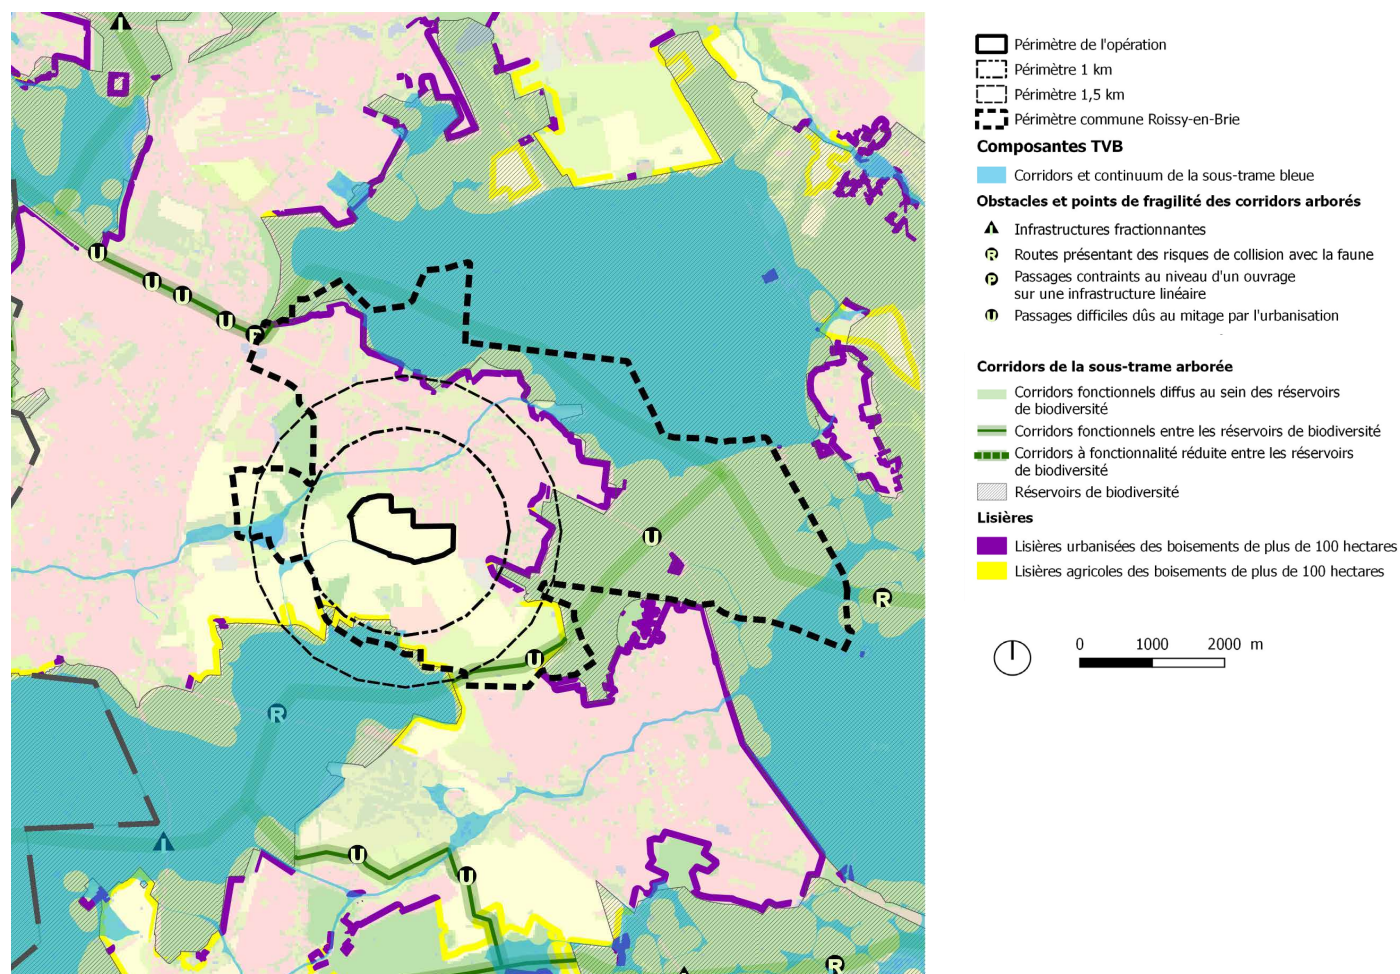 I
U
U
U
U
P
U
R
U
R
I
U
U
R
Périmètre de l'opération
Périmètre 1 km
Périmètre 1,5 km
Périmètre commune Roissy-en-Brie
Composantes TVB
Corridors et continuum de la sous-trame bleue
Obstacles et points de fragilité des corridors arborés
I Infrastructures fractionnantes
R Routes présentant des risques de collision avec la faune
P Passages contraints au niveau d'un ouvrage
sur une infrastructure linéaire
U Passages difficiles dûs au mitage par l'urbanisation
Corridors de la sous-trame arborée
Corridors fonctionnels diffus au sein des réservoirs
de biodiversité
Corridors fonctionnels entre les réservoirs de biodiversité
Corridors à fonctionnalité réduite entre les réservoirs
de biodiversité
Réservoirs de biodiversité
Lisières
Lisières urbanisées des boisements de plus de 100 hectares
Lisières agricoles des boisements de plus de 100 hectares
0 1000 2000 m